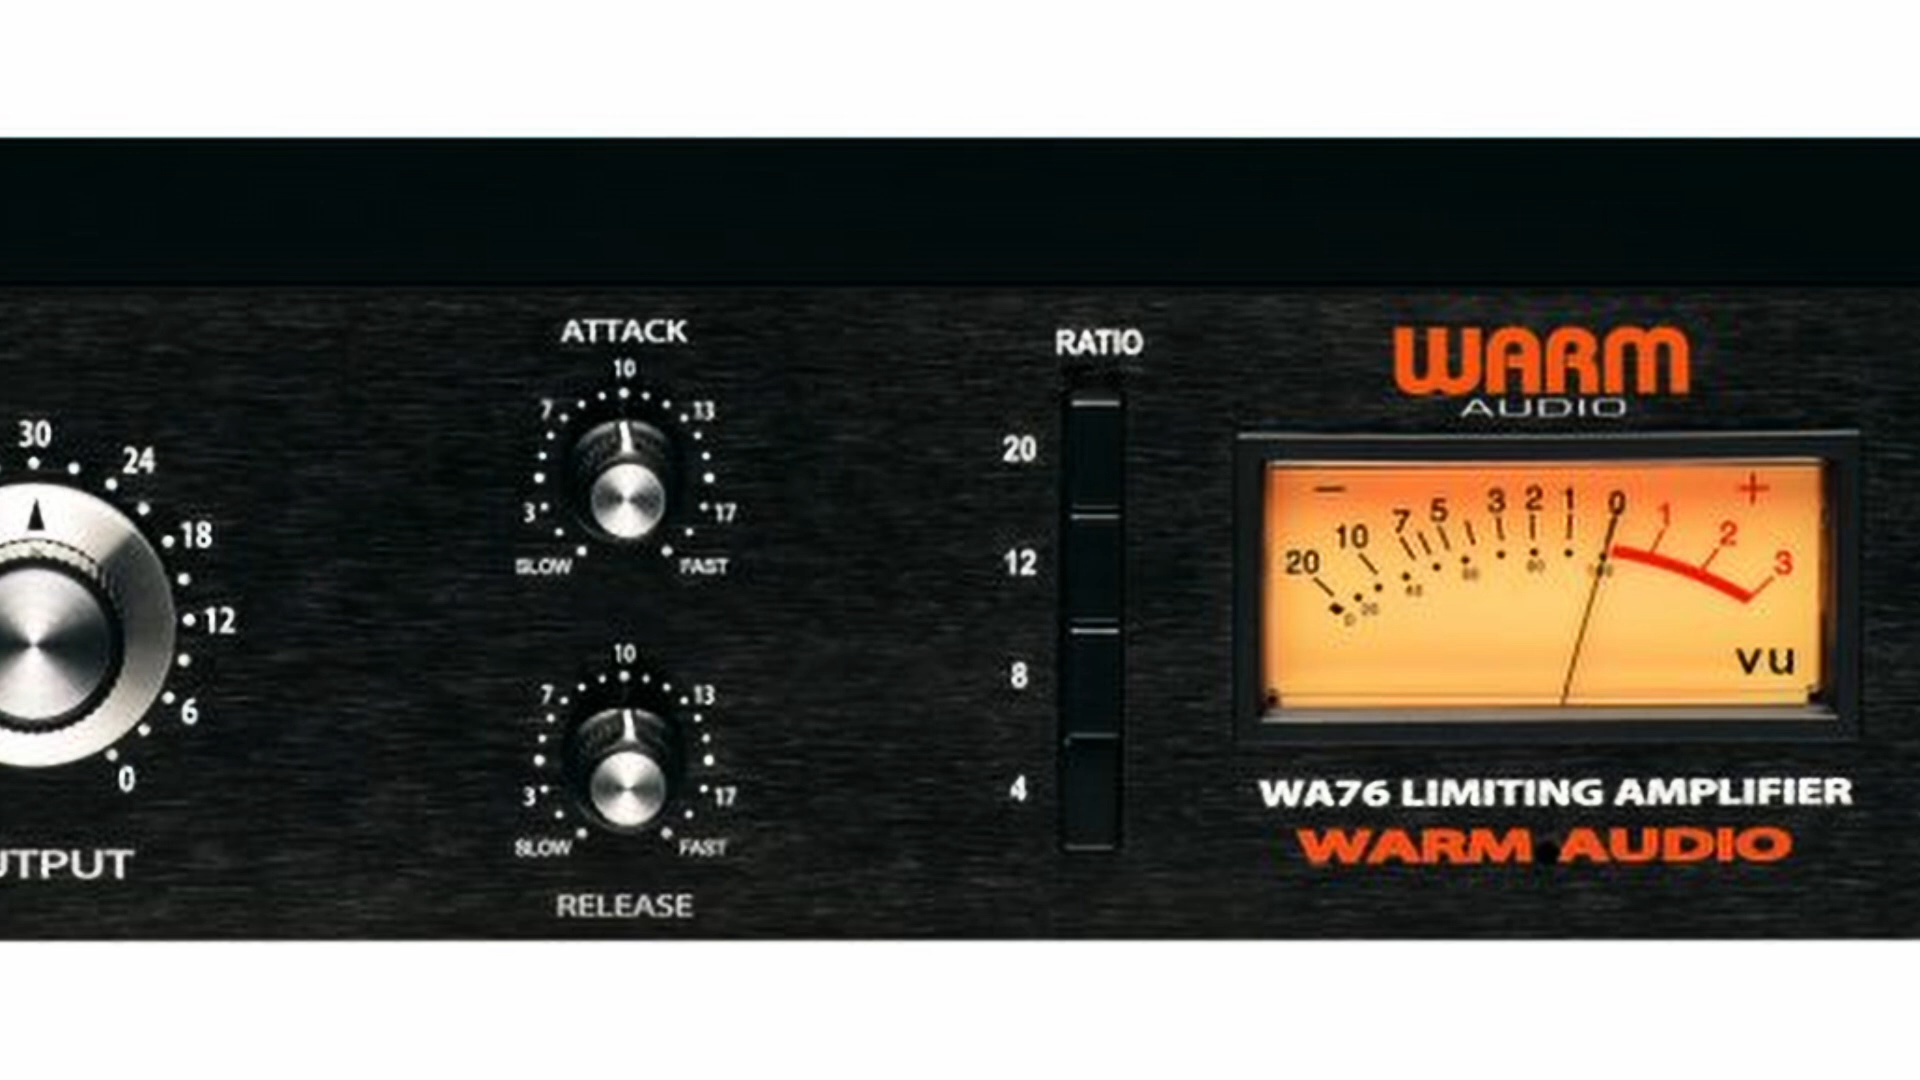 ATTACK
10
7 13
3 17
SLOW FAST
30
24
18
12
6
0
UTPUT
10
7 13
3 17
SLOW FAST
RELEASE
RATIO
20
12
8
4
WARM
AUDIO
− +
20 10 7 5 3 2 1 0 1 2 3
VU
WA76 LIMITING AMPLIFIER
WARM AUDIO